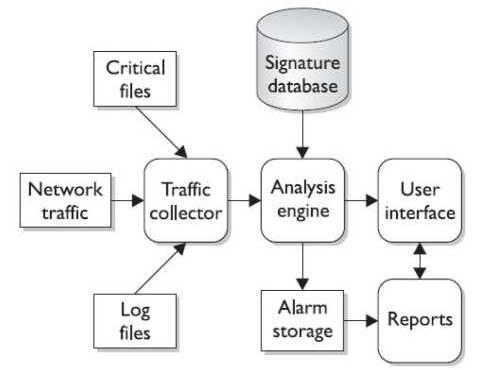 Critical
files
Signature
database
Network
traffic
Traffic
collector
Analysis
engine
User
interface
Log
files
Alarm
storage
Reports